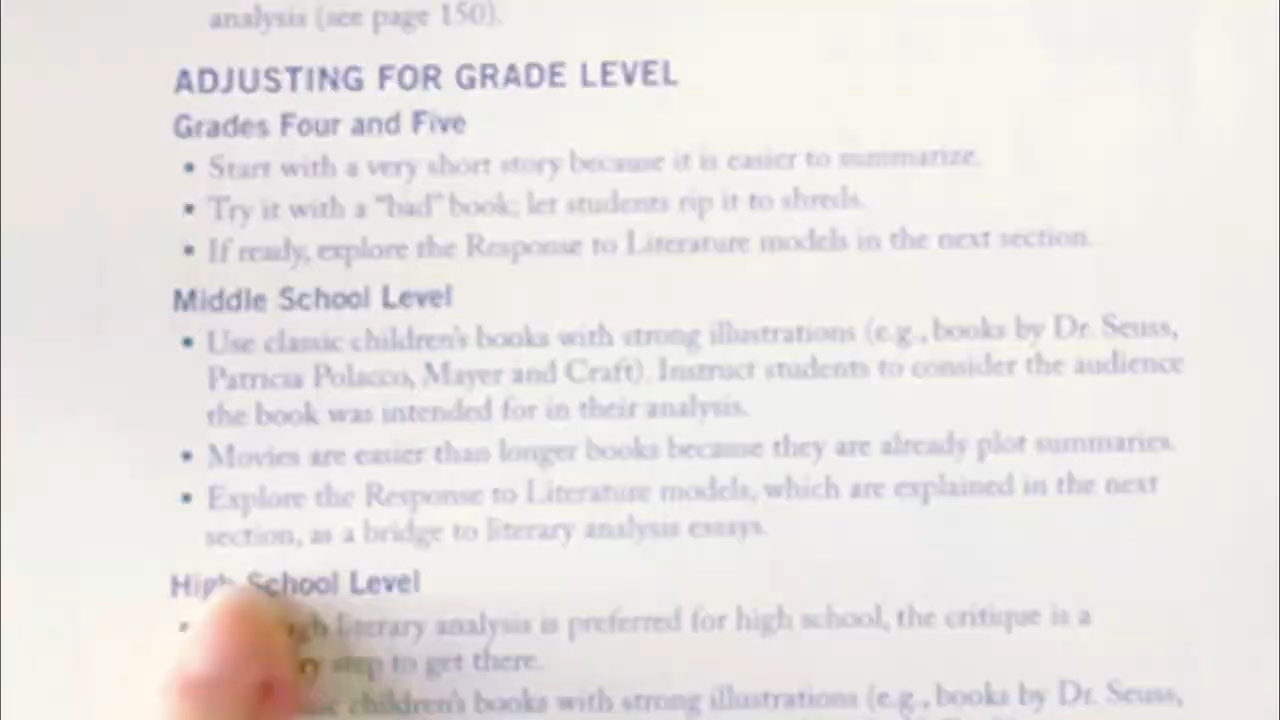 analysis (see page 150).
ADJUSTING FOR GRADE LEVEL
Grades Four and Five
• Start with a very short story because it is easier to summarize.
• Try it with a "bad" book; let students rip it to shreds.
• If ready, explore the Response to Literature models in the next section.
Middle School Level
• Use classic children's books with strong illustrations (e.g., books by Dr. Seuss,
Patricia Polacco, Mayer and Craft). Instruct students to consider the audience
the book was intended for in their analysis.
• Movies are easier than longer books because they are already plot summaries.
• Explore the Response to Literature models, which are explained in the next
section, as a bridge to literary analysis essays.
High School Level
• literary analysis is preferred for high school, the critique is a
step to get there.
children's books with strong illustrations (e.g., books by Dr. Seuss,